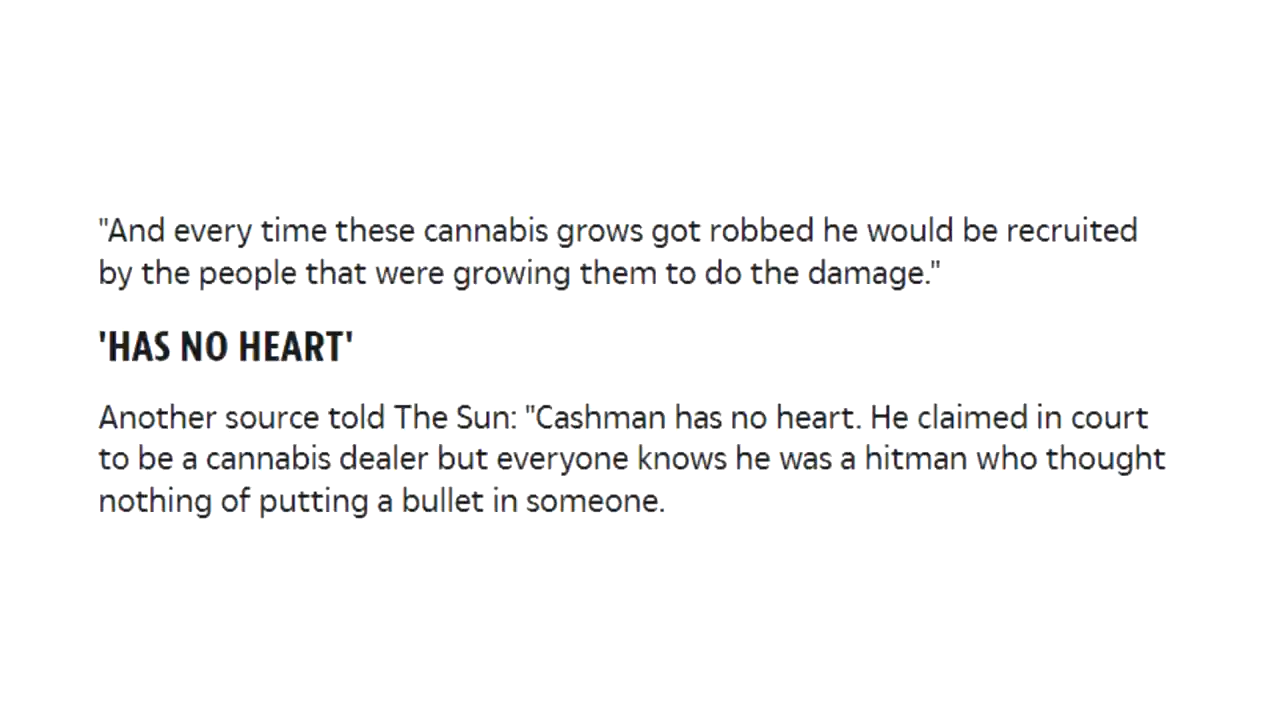 "And every time these cannabis grows got robbed he would be recruited
by the people that were growing them to do the damage."
'HAS NO HEART'
Another source told The Sun: "Cashman has no heart. He claimed in court
to be a cannabis dealer but everyone knows he was a hitman who thought
nothing of putting a bullet in someone.